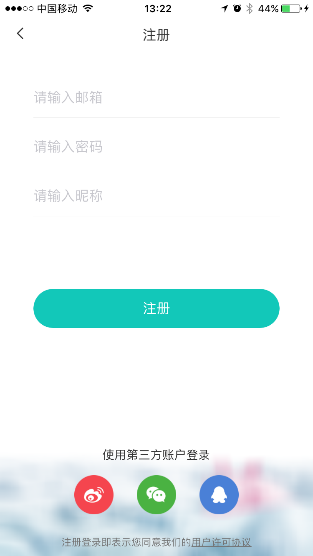 中国移动 13:22 44%
注册
请输入邮箱
请输入密码
请输入昵称
注册
使用第三方账户登录
注册登录即表示您同意我们的用户许可协议